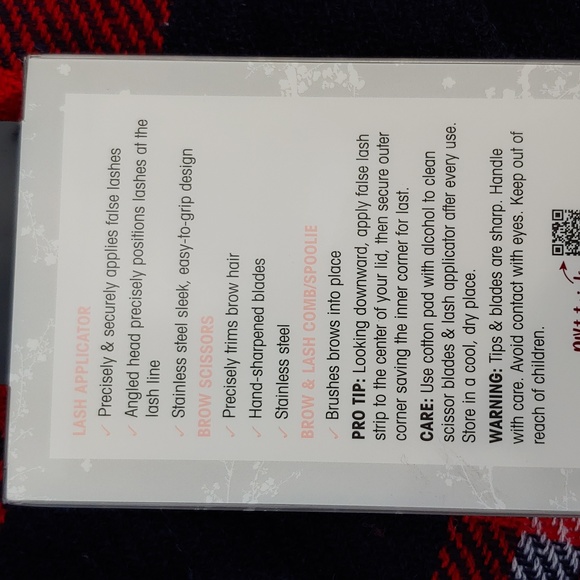 LASH APPLICATOR
✓ Precisely & securely applies false lashes
✓ Angled head precisely positions lashes at the
lash line
✓ Stainless steel sleek, easy-to-grip design
BROW SCISSORS
✓ Precisely trims brow hair
✓ Hand-sharpened blades
✓ Stainless steel
BROW & LASH COMB/SPOOLIE
✓ Brushes brows into place
PRO TIP: Looking downward, apply false lash
strip to the center of your lid, then secure outer
corner saving the inner corner for last.
CARE: Use cotton pad with alcohol to clean
scissor blades & lash applicator after every use.
Store in a cool, dry place.
WARNING: Tips & blades are sharp. Handle
with care. Avoid contact with eyes. Keep out of
reach of children.